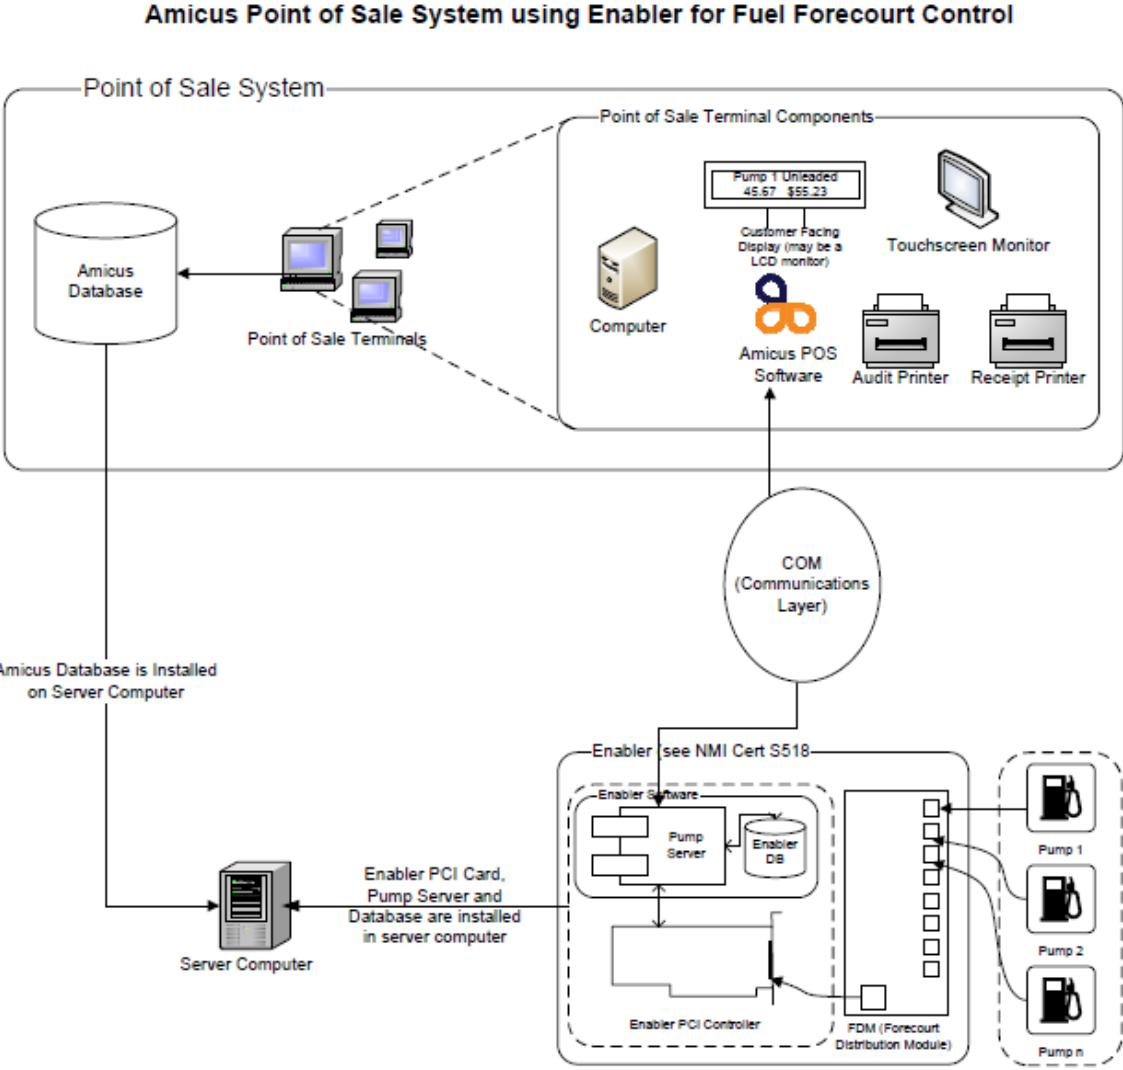 Amicus Point of Sale System using Enabler for Fuel Forecourt Control
Point of Sale System
Point of Sale Terminal Components
Pump 1 Unleaded
45.67 $55.23
Customer Facing
Display (may be a
LCD monitor)
Touchscreen Monitor
Computer
Amicus POS
Software
Audit Printer
Receipt Printer
Amicus
Database
Point of Sale Terminals
COM
(Communications
Layer)
Amicus Database is Installed
on Server Computer
Enabler (see NMI Cert S518
Enabler Software
Pump
Server
Enabler
DB
Enabler PCI Controller
FDM (Forecourt
Distribution Module)
Pump 1
Pump 2
Pump n
Enabler PCI Card,
Pump Server and
Database are installed
in server computer
Server Computer